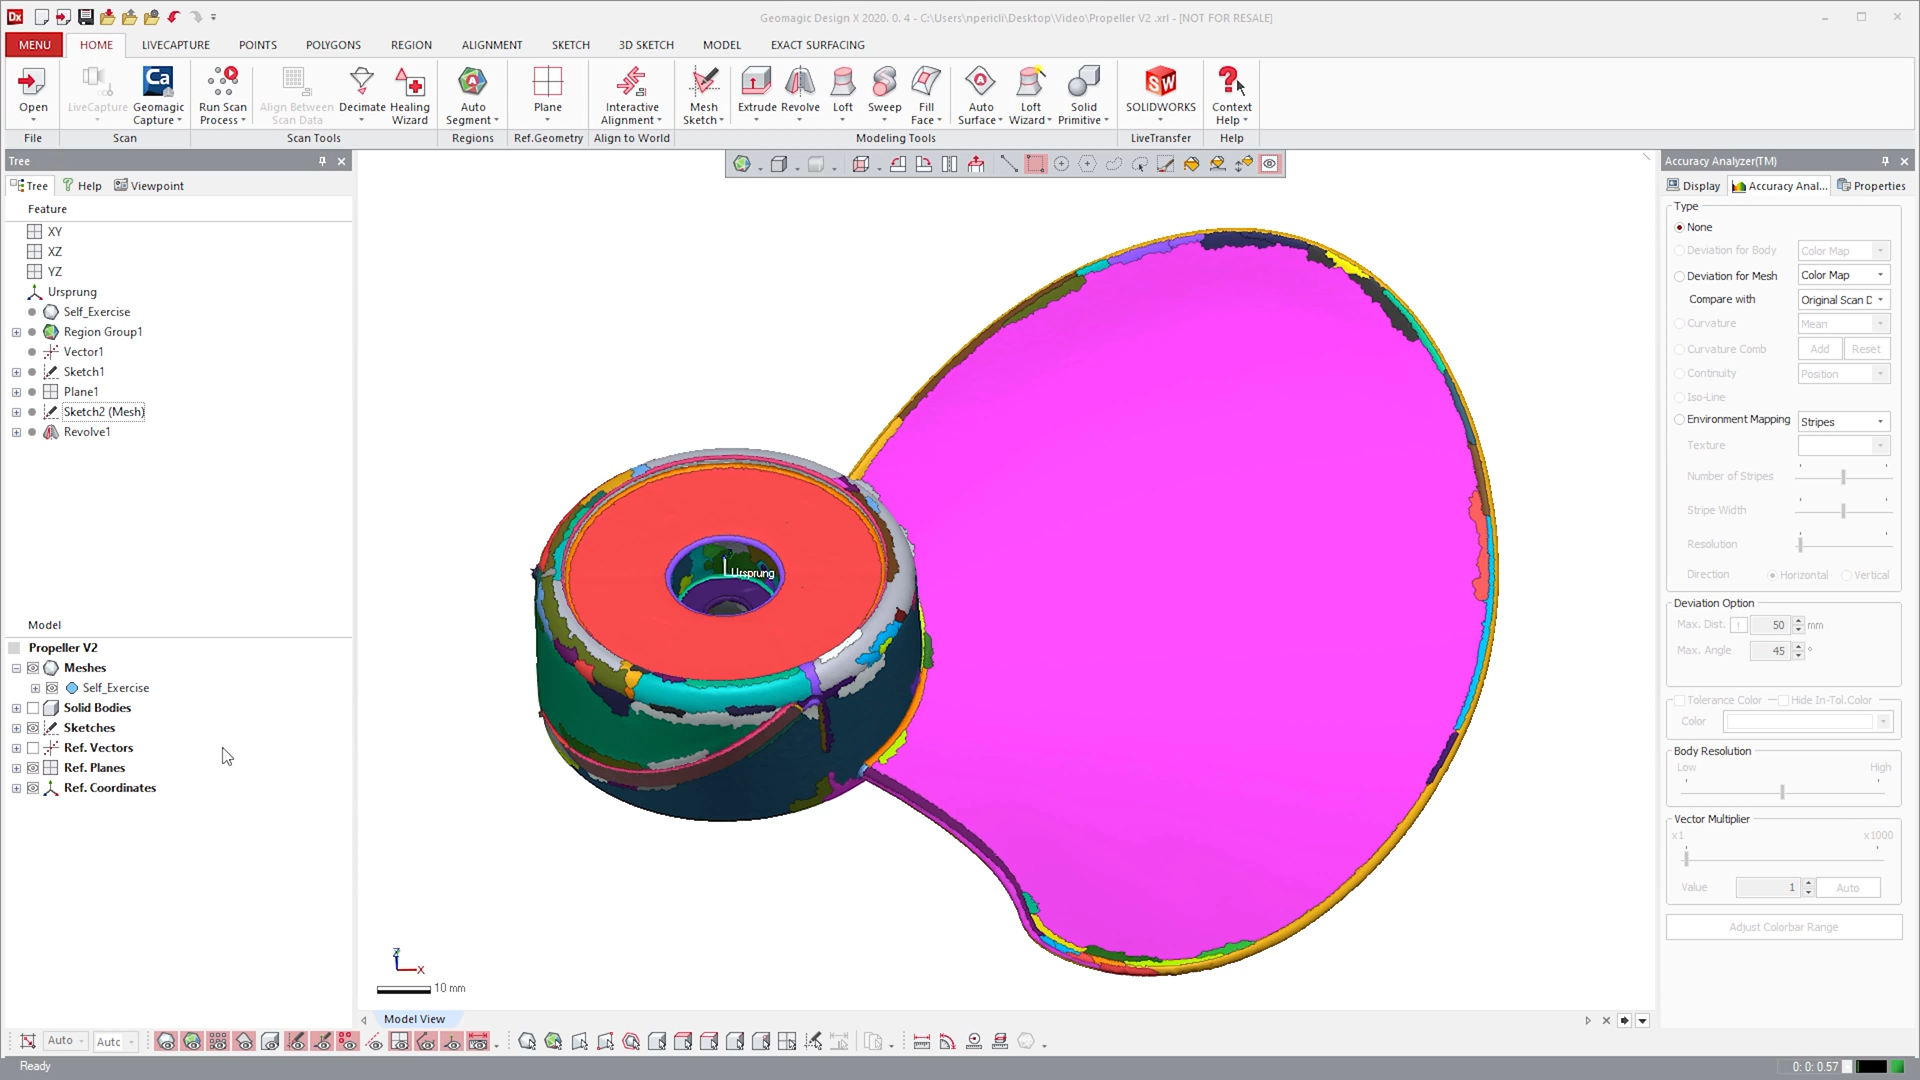 Dx
Geomagic Design X 2020. 0. 4 - C:\Users\npericli\Desktop\Video\Propeller V2 .xrl - [NOT FOR RESALE]
MENU HOME LIVECAPTURE POINTS POLYGONS REGION ALIGNMENT SKETCH 3D SKETCH MODEL EXACT SURFACING
Open LiveCapture Geomagic Capture Run Scan Process Align Between Scan Data Decimate Healing Wizard Auto Segment Plane Interactive Alignment Mesh Sketch Extrude Revolve Loft Sweep Fill Face Auto Surface Loft Wizard Solid Primitive SOLIDWORKS Context Help
File Scan Scan Tools Regions Ref.Geometry Align to World Modeling Tools LiveTransfer Help
Tree
Tree Help Viewpoint
Feature
XY
XZ
YZ
Ursprung
Self_Exercise
Region Group1
Vector1
Sketch1
Plane1
Sketch2 (Mesh)
Revolve1
Model
Propeller V2
Meshes
Self_Exercise
Solid Bodies
Sketches
Ref. Vectors
Ref. Planes
Ref. Coordinates
Ursprung
Z
X
10 mm
Model View
Accuracy Analyzer(TM)
Display Accuracy Anal... Properties
Type
None
Deviation for Body Color Map
Deviation for Mesh Color Map
Compare with Original Scan D
Curvature Mean
Curvature Comb Add Reset
Continuity Position
Iso-Line
Environment Mapping Stripes
Texture
Number of Stripes
Stripe Width
Resolution
Direction Horizontal Vertical
Deviation Option
Max. Dist. 50 mm
Max. Angle 45 °
Tolerance Color Hide In-Tol.Color
Color
Body Resolution
Low High
Vector Multiplier
x1 x1000
Value 1 Auto
Adjust Colorbar Range
Auto Autc
Ready
0: 0: 0.57